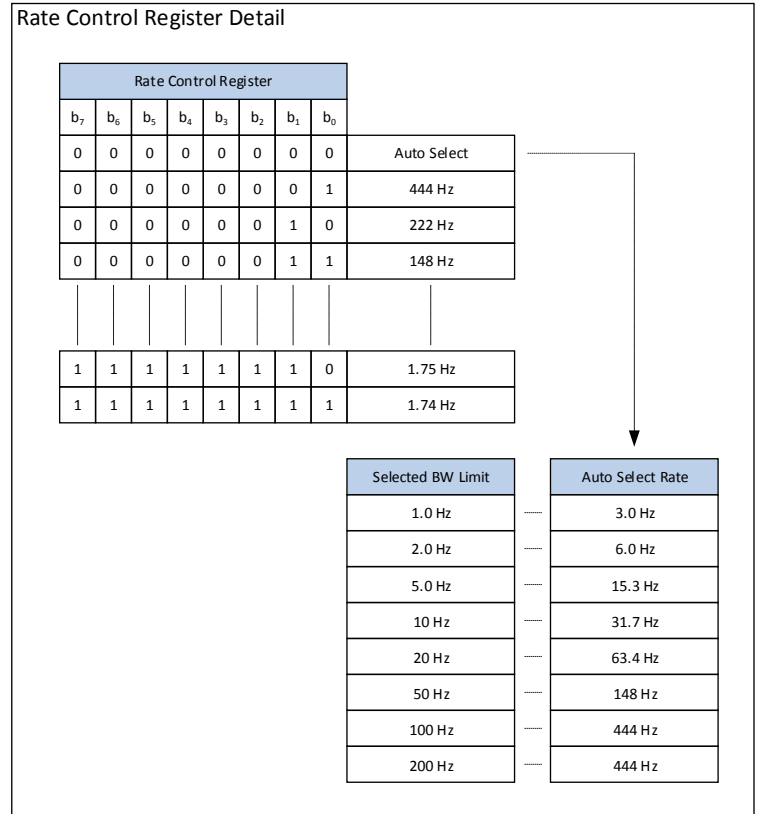 Rate Control Register Detail
Rate Control Register
b₇ b₆ b₅ b₄ b₃ b₂ b₁ b₀
0 0 0 0 0 0 0 0 Auto Select
0 0 0 0 0 0 0 1 444 Hz
0 0 0 0 0 0 1 0 222 Hz
0 0 0 0 0 0 1 1 148 Hz
1 1 1 1 1 1 1 0 1.75 Hz
1 1 1 1 1 1 1 1 1.74 Hz
Selected BW Limit Auto Select Rate
1.0 Hz 3.0 Hz
2.0 Hz 6.0 Hz
5.0 Hz 15.3 Hz
10 Hz 31.7 Hz
20 Hz 63.4 Hz
50 Hz 148 Hz
100 Hz 444 Hz
200 Hz 444 Hz